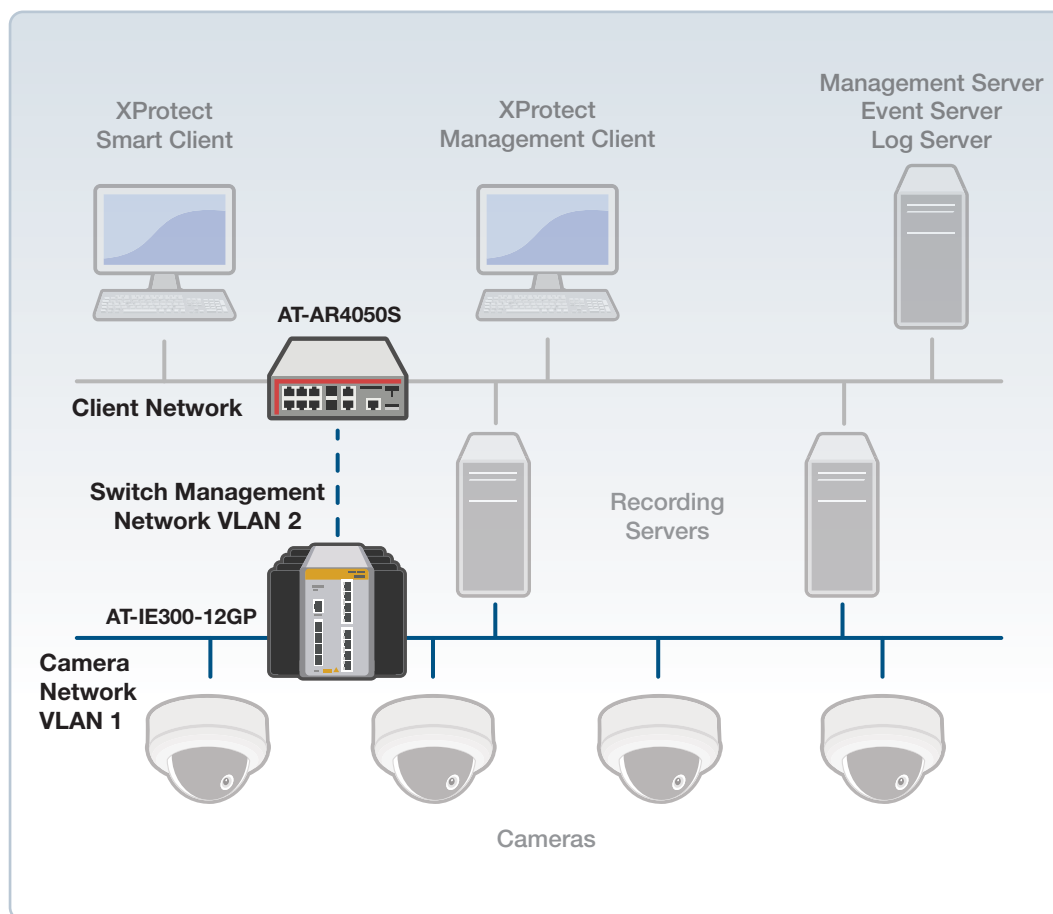 XProtect
Smart Client
XProtect
Management Client
Management Server
Event Server
Log Server
AT-AR4050S
Client Network
Switch Management
Network VLAN 2
Recording
Servers
AT-IE300-12GP
Camera
Network
VLAN 1
Cameras